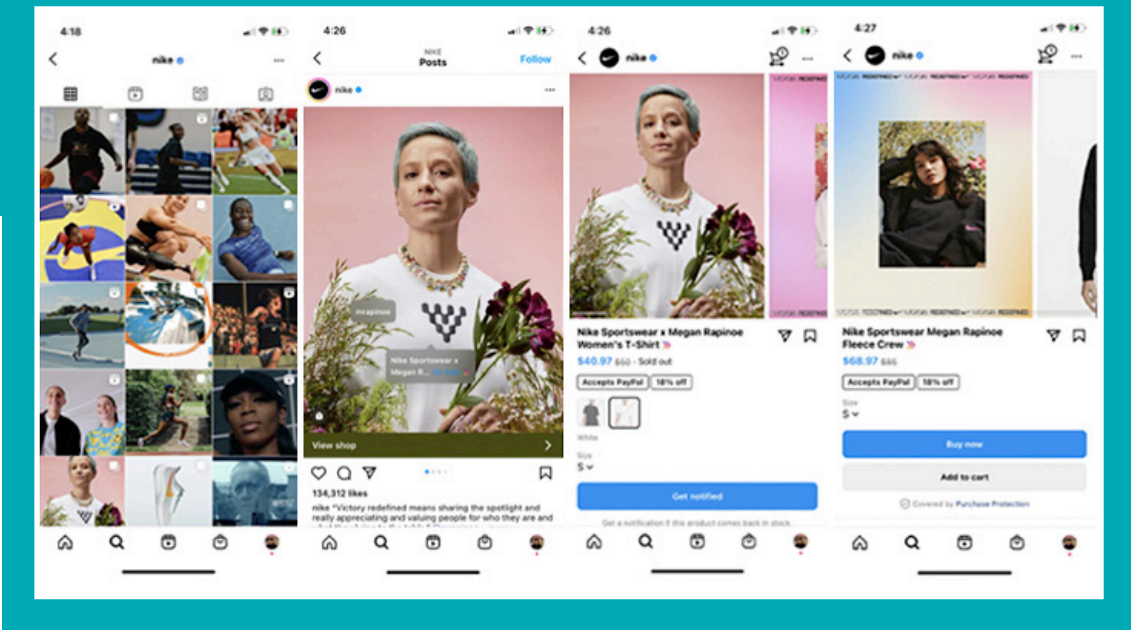 4:18
nike
4:26
NIKE
Posts
Follow
nike
mrapinoe
Nike Sportswear x
Megan R...
View shop
134,312 likes
nike "Victory redefined means sharing the spotlight and
really appreciating and valuing people for who they are and
4:26
nike
1
Nike Sportswear x Megan Rapinoe
Women's T-Shirt
$40.97 $50 · Sold out
Accepts PayPal
18% off
White
Size
S
Get notified
Get a notification if this product comes back in stock.
4:27
nike
1
Nike Sportswear Megan Rapinoe
Fleece Crew
$68.97 $85
Accepts PayPal
18% off
Size
S
Buy now
Add to cart
Covered by Purchase Protection